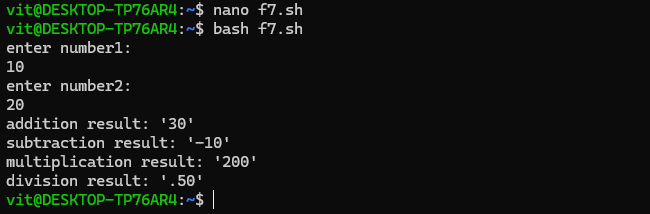 vit@DESKTOP-TP76AR4:~$ nano f7.sh
vit@DESKTOP-TP76AR4:~$ bash f7.sh
enter number1:
10
enter number2:
20
addition result: '30'
subtraction result: '-10'
multiplication result: '200'
division result: '.50'
vit@DESKTOP-TP76AR4:~$